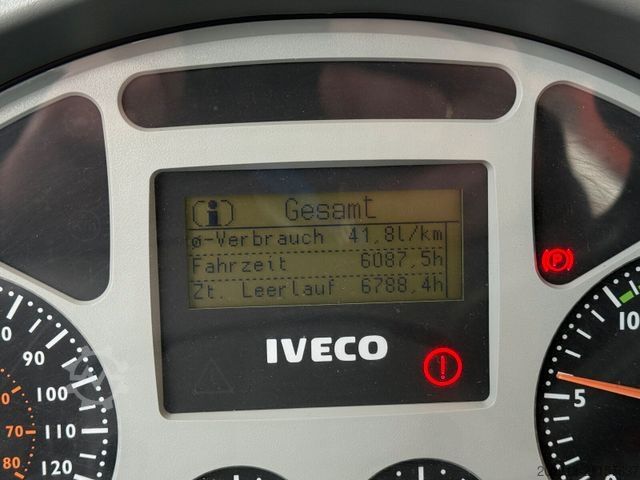 (i) Gesamt
ø-Verbrauch 41,8l/km
Fahrzeit 6087,5h
Zt. Leerlauf 6788,4h
IVECO
(P)
(!)
90
100
110
120
70
80
10
5